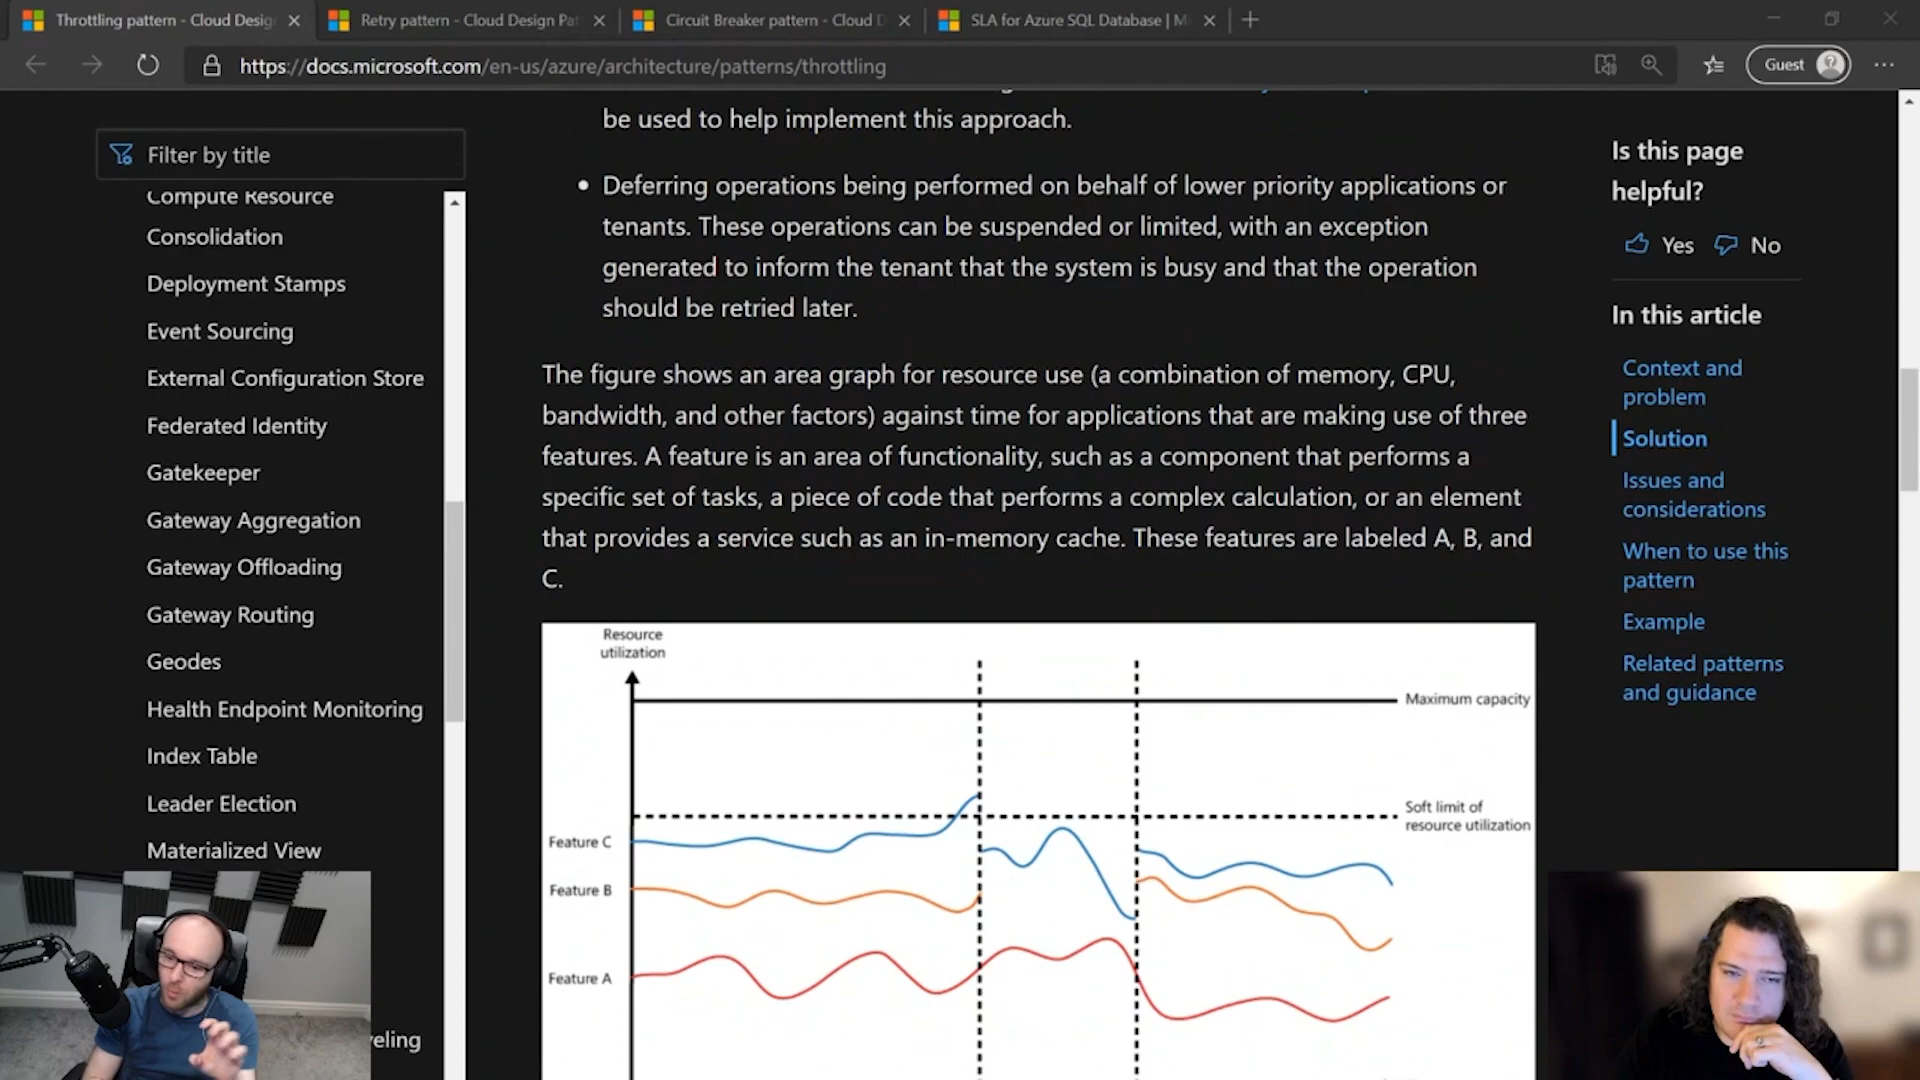 Throttling pattern - Cloud Desig
Retry pattern - Cloud Design Pat
Circuit Breaker pattern - Cloud D
SLA for Azure SQL Database | M
https://docs.microsoft.com/en-us/azure/architecture/patterns/throttling
Guest
Filter by title
Compute Resource
Consolidation
Deployment Stamps
Event Sourcing
External Configuration Store
Federated Identity
Gatekeeper
Gateway Aggregation
Gateway Offloading
Gateway Routing
Geodes
Health Endpoint Monitoring
Index Table
Leader Election
Materialized View
eling
be used to help implement this approach.
• Deferring operations being performed on behalf of lower priority applications or
tenants. These operations can be suspended or limited, with an exception
generated to inform the tenant that the system is busy and that the operation
should be retried later.
The figure shows an area graph for resource use (a combination of memory, CPU,
bandwidth, and other factors) against time for applications that are making use of three
features. A feature is an area of functionality, such as a component that performs a
specific set of tasks, a piece of code that performs a complex calculation, or an element
that provides a service such as an in-memory cache. These features are labeled A, B, and
C.
Resource
utilization
Maximum capacity
Soft limit of
resource utilization
Feature C
Feature B
Feature A
Is this page
helpful?
Yes No
In this article
Context and
problem
Solution
Issues and
considerations
When to use this
pattern
Example
Related patterns
and guidance